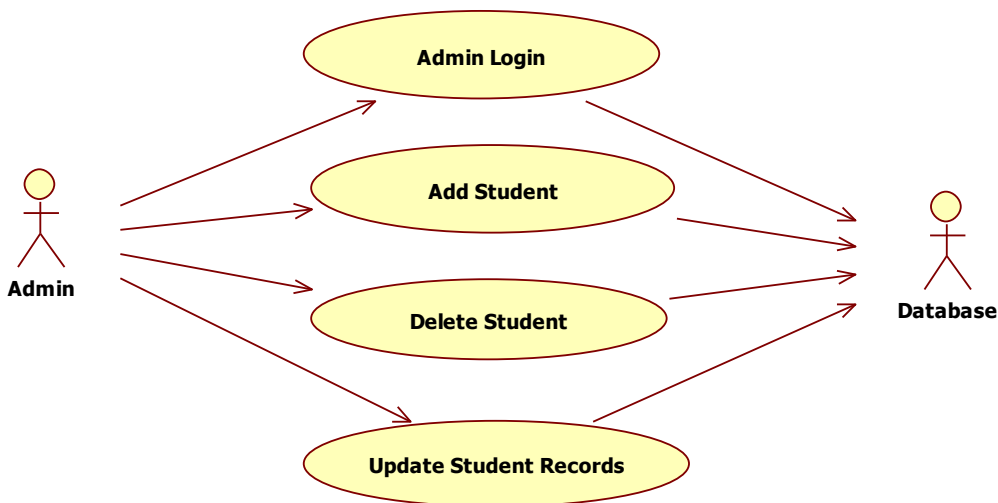 Admin Login
Add Student
Admin
Database
Delete Student
Update Student Records